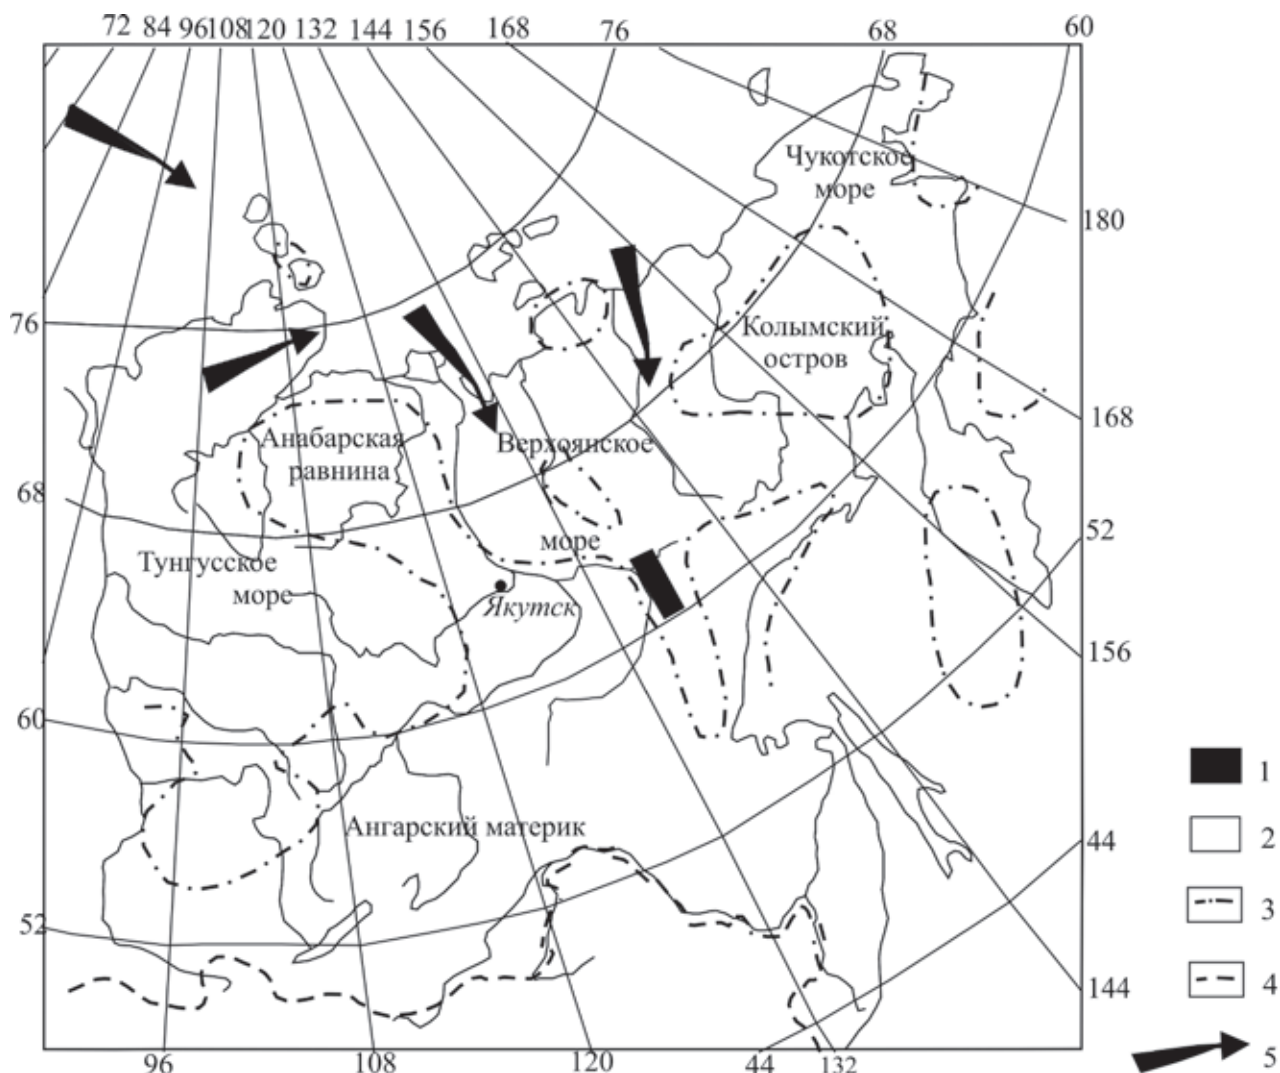 72 84 96 108 120 132 144 156 168 76 68 60
Чукотское
море
180
76
Колымский
остров
168
Анабарская
равнина
Верхоянское
68
52
море
Тунгусское
море
Якутск
156
60
1
2
Ангарский материк
44
3
52
4
144
5
96 108 120 44 132